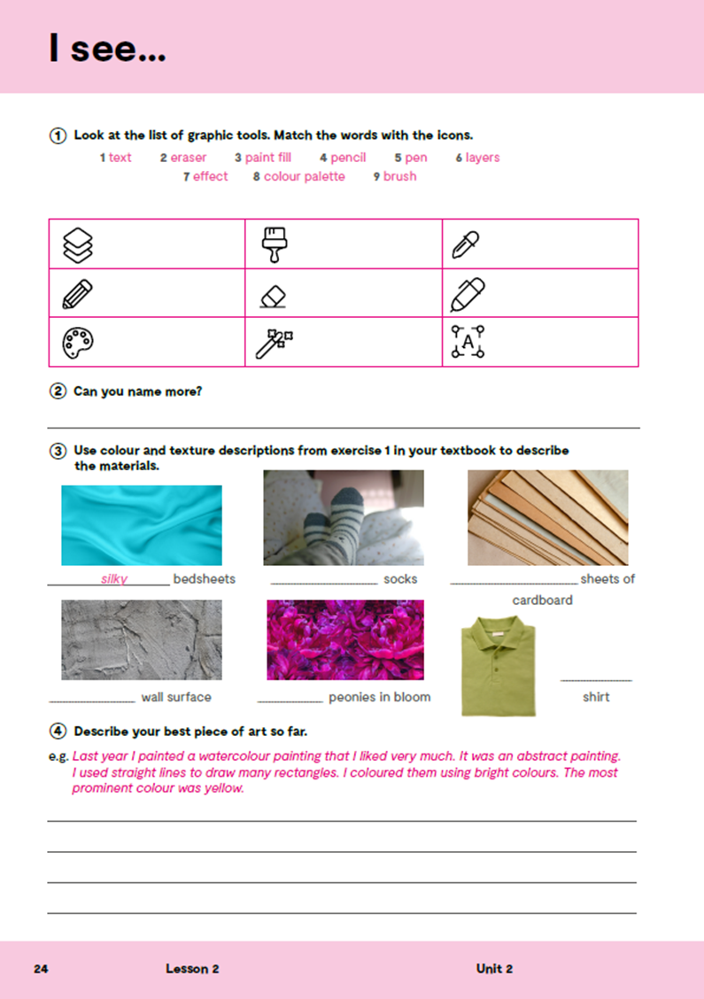 I see...
1 Look at the list of graphic tools. Match the words with the icons.
1 text 2 eraser 3 paint fill 4 pencil 5 pen 6 layers
7 effect 8 colour palette 9 brush
A
2 Can you name more?
3 Use colour and texture descriptions from exercise 1 in your textbook to describe
the materials.
silky bedsheets
socks
sheets of
cardboard
wall surface
peonies in bloom
shirt
4 Describe your best piece of art so far.
e.g. Last year I painted a watercolour painting that I liked very much. It was an abstract painting.
I used straight lines to draw many rectangles. I coloured them using bright colours. The most
prominent colour was yellow.
24 Lesson 2 Unit 2